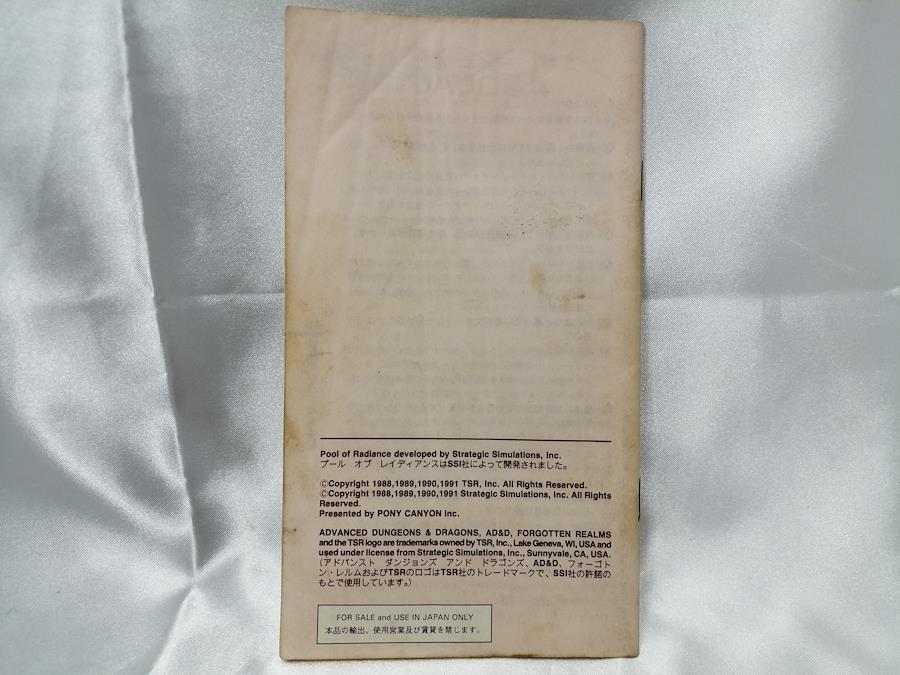 Pool of Radiance developed by Strategic Simulations, Inc.
プール オブ レイディアンスはSSI社によって開発されました。
©Copyright 1988,1989,1990,1991 TSR, Inc. All Rights Reserved.
©Copyright 1988,1989,1990,1991 Strategic Simulations, Inc. All Rights
Reserved.
Presented by PONY CANYON Inc.
ADVANCED DUNGEONS & DRAGONS, AD&D, FORGOTTEN REALMS
and the TSR logo are trademarks owned by TSR, Inc., Lake Geneva, WI, USA and
used under license from Strategic Simulations, Inc., Sunnyvale, CA, USA.
(アドバンスト ダンジョンズ アンド ドラゴンズ、AD&D、フォーゴト
ン・レルムおよびTSRのロゴはTSR社のトレードマークで、SSI社の許諾の
もとで使用しています。)
FOR SALE and USE IN JAPAN ONLY
本品の輸出、使用営業及び賃貸を禁じます。